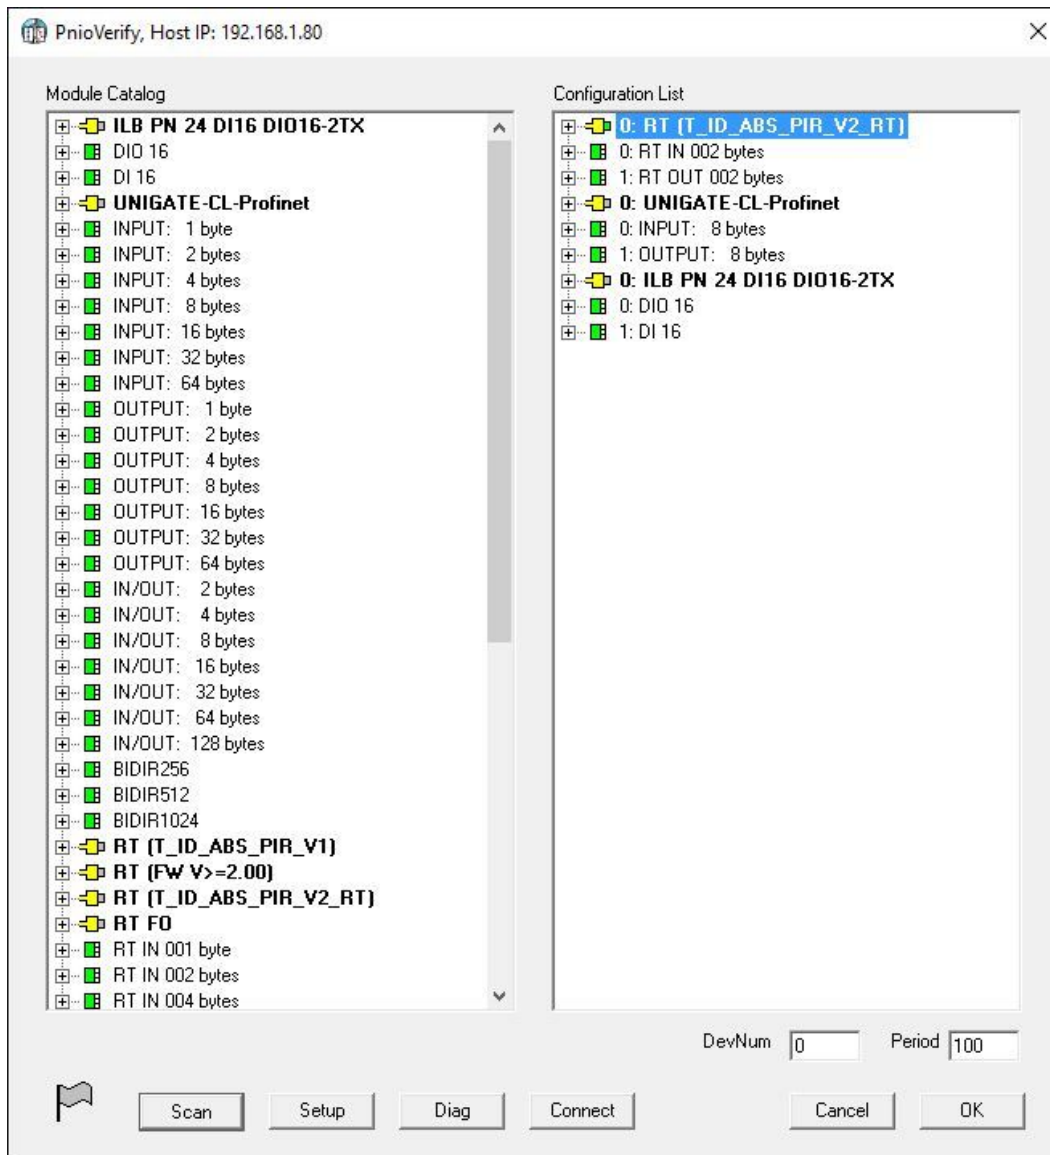 PnioVerify, Host IP: 192.168.1.80
Module Catalog
ILB PN 24 DI16 DIO16-2TX
DIO 16
DI 16
UNIGATE-CL-Profinet
INPUT: 1 byte
INPUT: 2 bytes
INPUT: 4 bytes
INPUT: 8 bytes
INPUT: 16 bytes
INPUT: 32 bytes
INPUT: 64 bytes
OUTPUT: 1 byte
OUTPUT: 2 bytes
OUTPUT: 4 bytes
OUTPUT: 8 bytes
OUTPUT: 16 bytes
OUTPUT: 32 bytes
OUTPUT: 64 bytes
IN/OUT: 2 bytes
IN/OUT: 4 bytes
IN/OUT: 8 bytes
IN/OUT: 16 bytes
IN/OUT: 32 bytes
IN/OUT: 64 bytes
IN/OUT: 128 bytes
BIDIR256
BIDIR512
BIDIR1024
RT (T_ID_ABS_PIR_V1)
RT (FW V>=2.00)
RT (T_ID_ABS_PIR_V2_RT)
RT FO
RT IN 001 byte
RT IN 002 bytes
RT IN 004 bytes
Configuration List
0: RT (T_ID_ABS_PIR_V2_RT)
0: RT IN 002 bytes
1: RT OUT 002 bytes
0: UNIGATE-CL-Profinet
0: INPUT: 8 bytes
1: OUTPUT: 8 bytes
0: ILB PN 24 DI16 DIO16-2TX
0: DIO 16
1: DI 16
DevNum 0 Period 100
Scan Setup Diag Connect Cancel OK